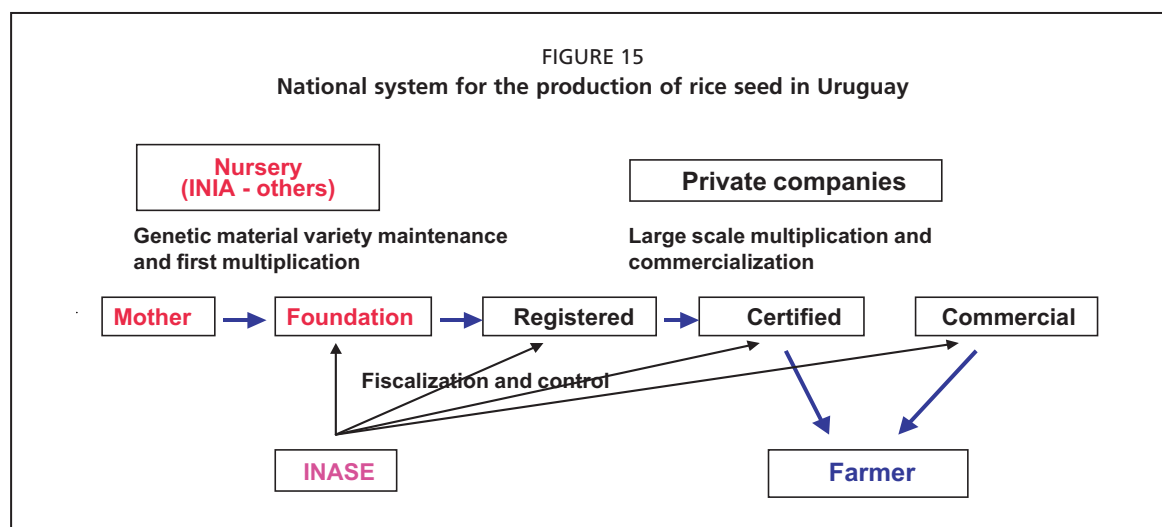 FIGURE 15
National system for the production of rice seed in Uruguay
Nursery
(INIA - others)
Private companies
Genetic material variety maintenance
and first multiplication
Large scale multiplication and
commercialization
Mother
Foundation
Registered
Certified
Commercial
Fiscalization and control
INASE
Farmer